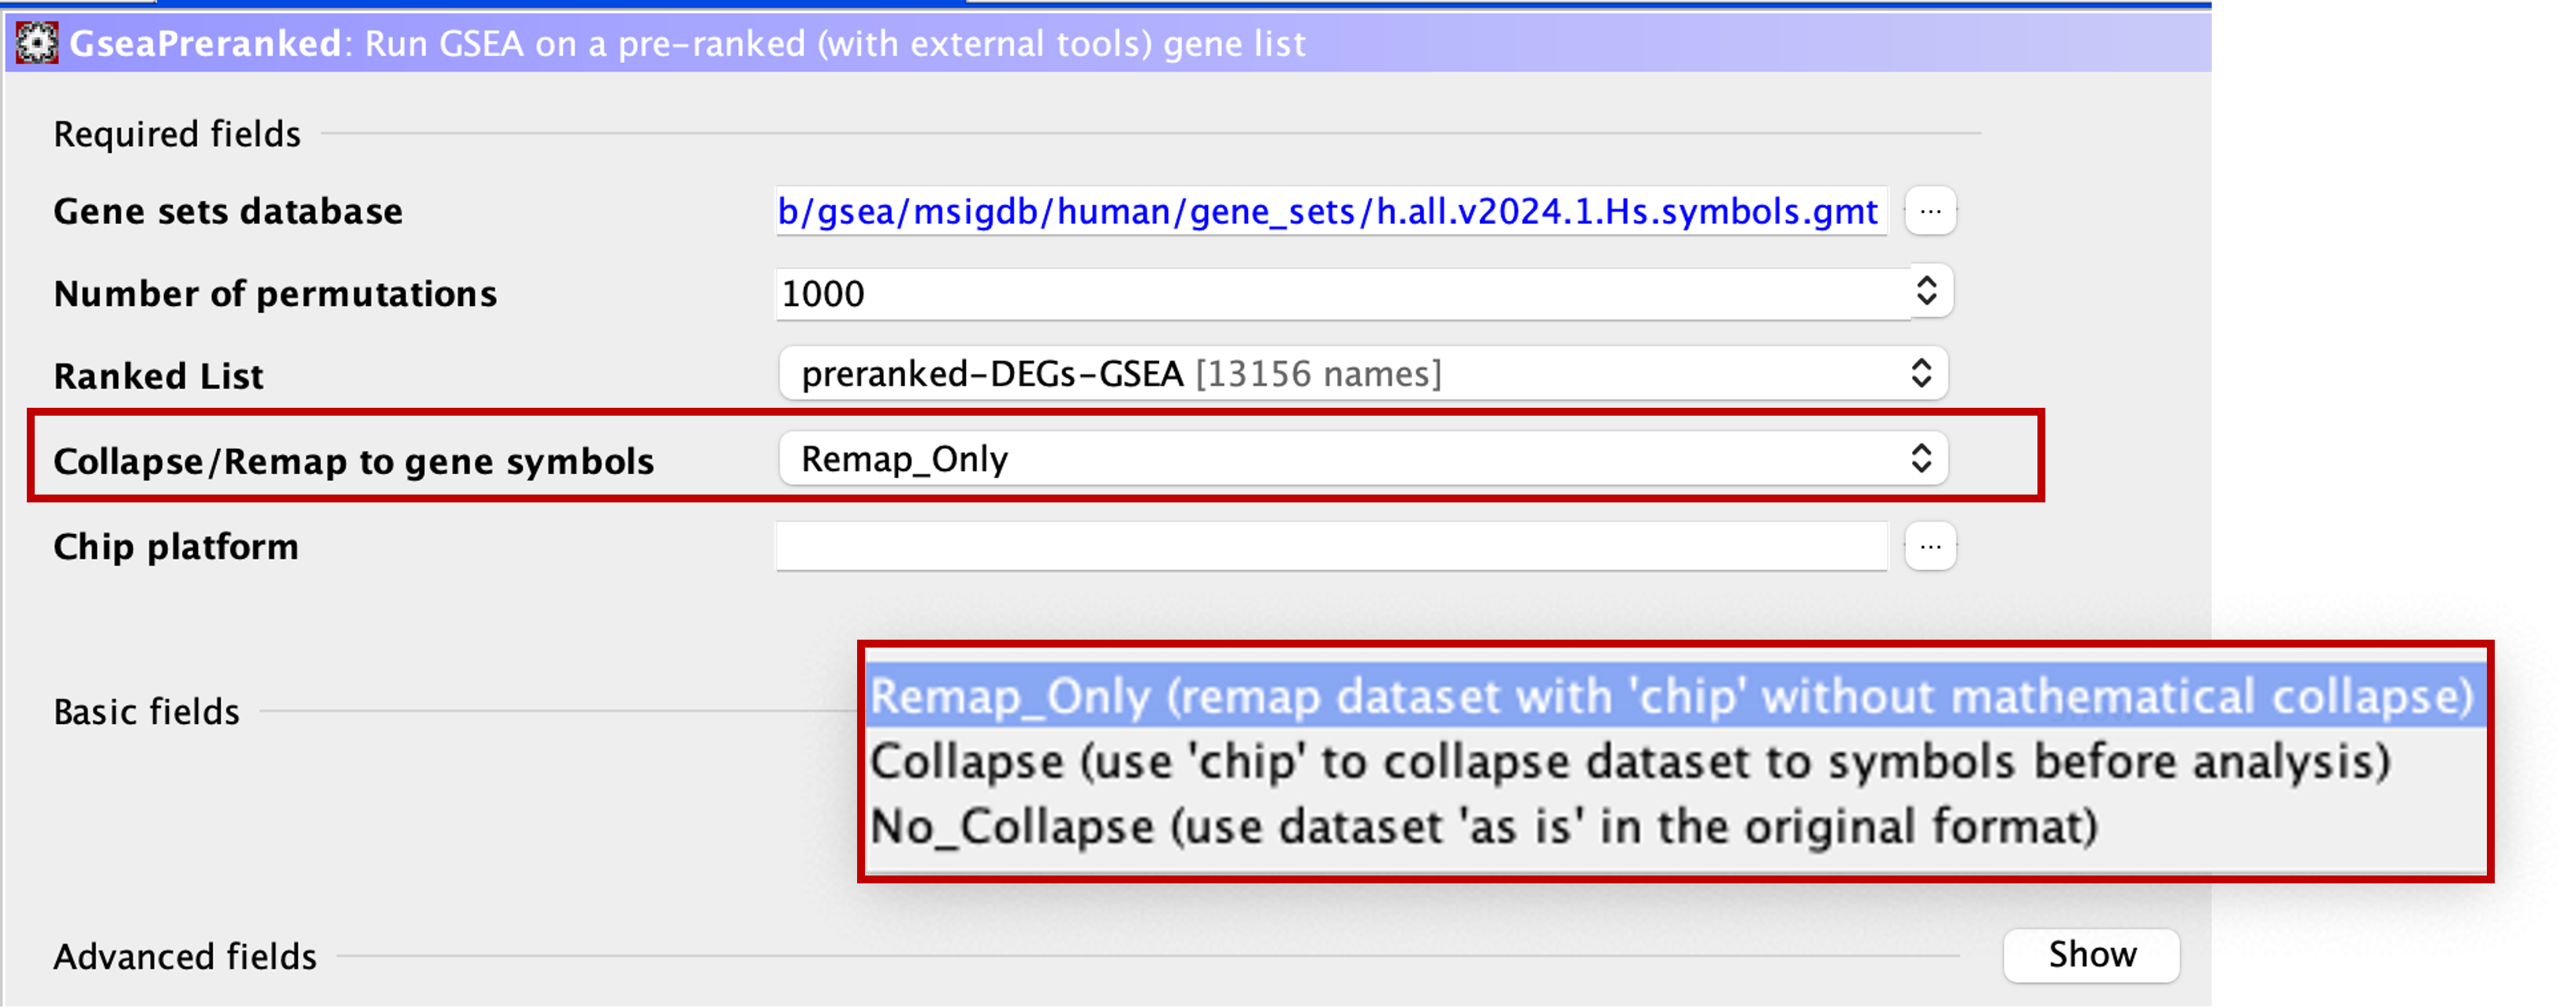 GseaPreranked: Run GSEA on a pre-ranked (with external tools) gene list
Required fields
Gene sets database b/gsea/msigdb/human/gene_sets/h.all.v2024.1.Hs.symbols.gmt ...
Number of permutations 1000
Ranked List preranked-DEGs-GSEA [13156 names]
Collapse/Remap to gene symbols Remap_Only
Chip platform ...
Basic fields
Remap_Only (remap dataset with 'chip' without mathematical collapse)
Collapse (use 'chip' to collapse dataset to symbols before analysis)
No_Collapse (use dataset 'as is' in the original format)
Advanced fields Show